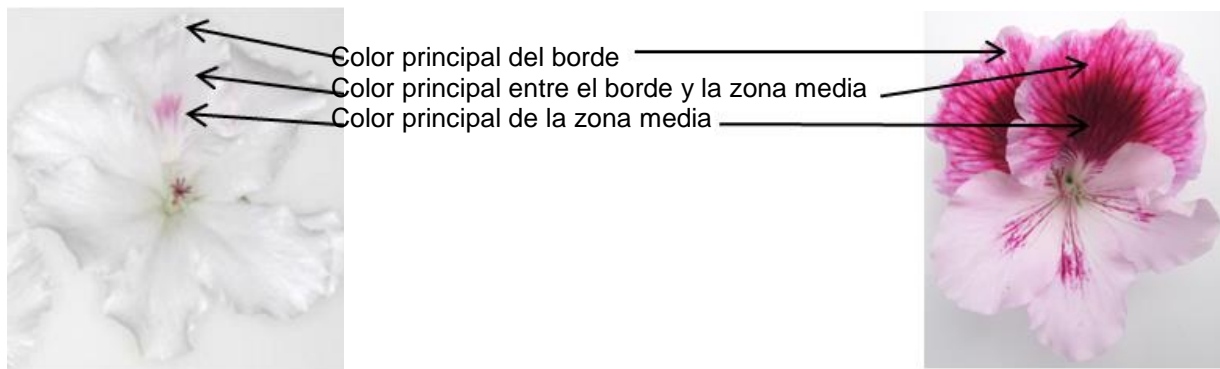 Color principal del borde
Color principal entre el borde y la zona media
Color principal de la zona media